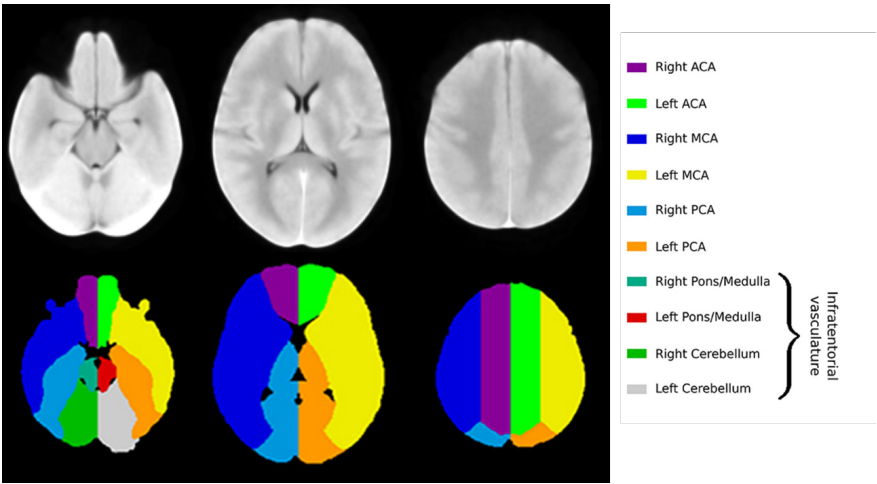 Right ACA
Left ACA
Right MCA
Left MCA
Right PCA
Left PCA
Right Pons/Medulla
Left Pons/Medulla
Right Cerebellum
Left Cerebellum
Infratentorial
vasculature